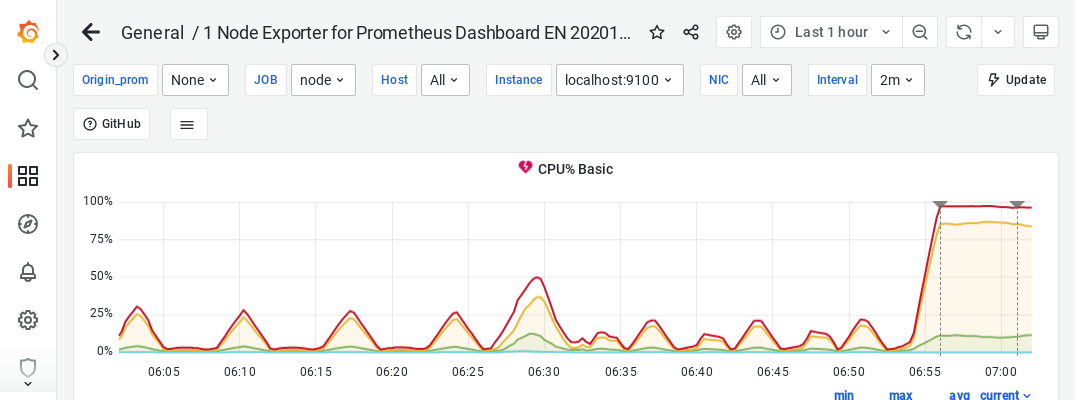 General / 1 Node Exporter for Prometheus Dashboard EN 20201...
Last 1 hour
Origin_prom None JOB node Host All Instance localhost:9100 NIC All Interval 2m Update
GitHub
CPU% Basic
100%
75%
50%
25%
0%
06:05 06:10 06:15 06:20 06:25 06:30 06:35 06:40 06:45 06:50 06:55 07:00
min max avg current